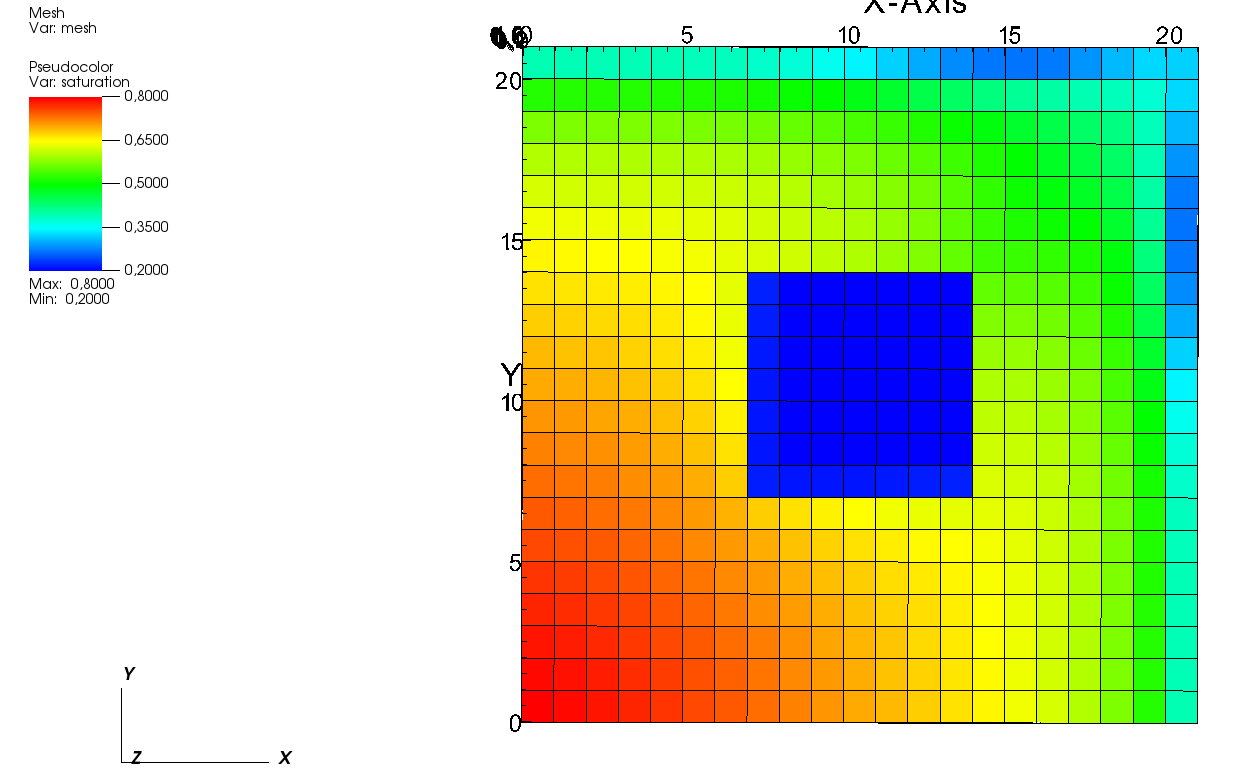 Mesh
Var: mesh
Pseudocolor
Var: saturation
0,8000
0,6500
0,5000
0,3500
0,2000
Max: 0,8000
Min: 0,2000
X-Axis
5
10
15
20
20
15
Y
10
5
0
Y
Z
X